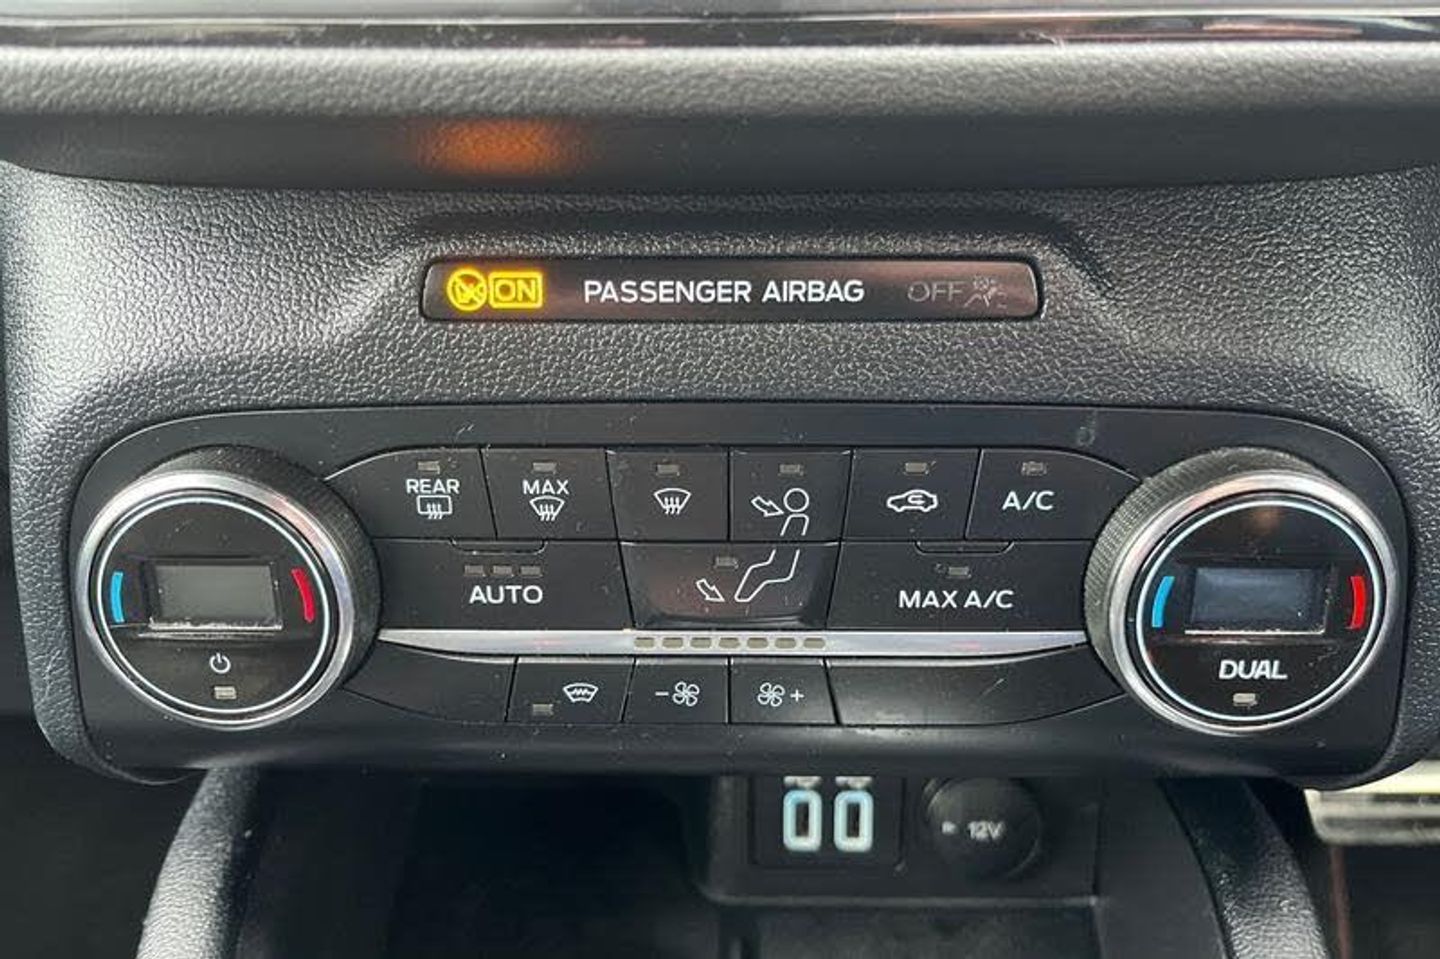 ON PASSENGER AIRBAG OFF
REAR
MAX
A/C
AUTO
MAX A/C
DUAL
- +
12V